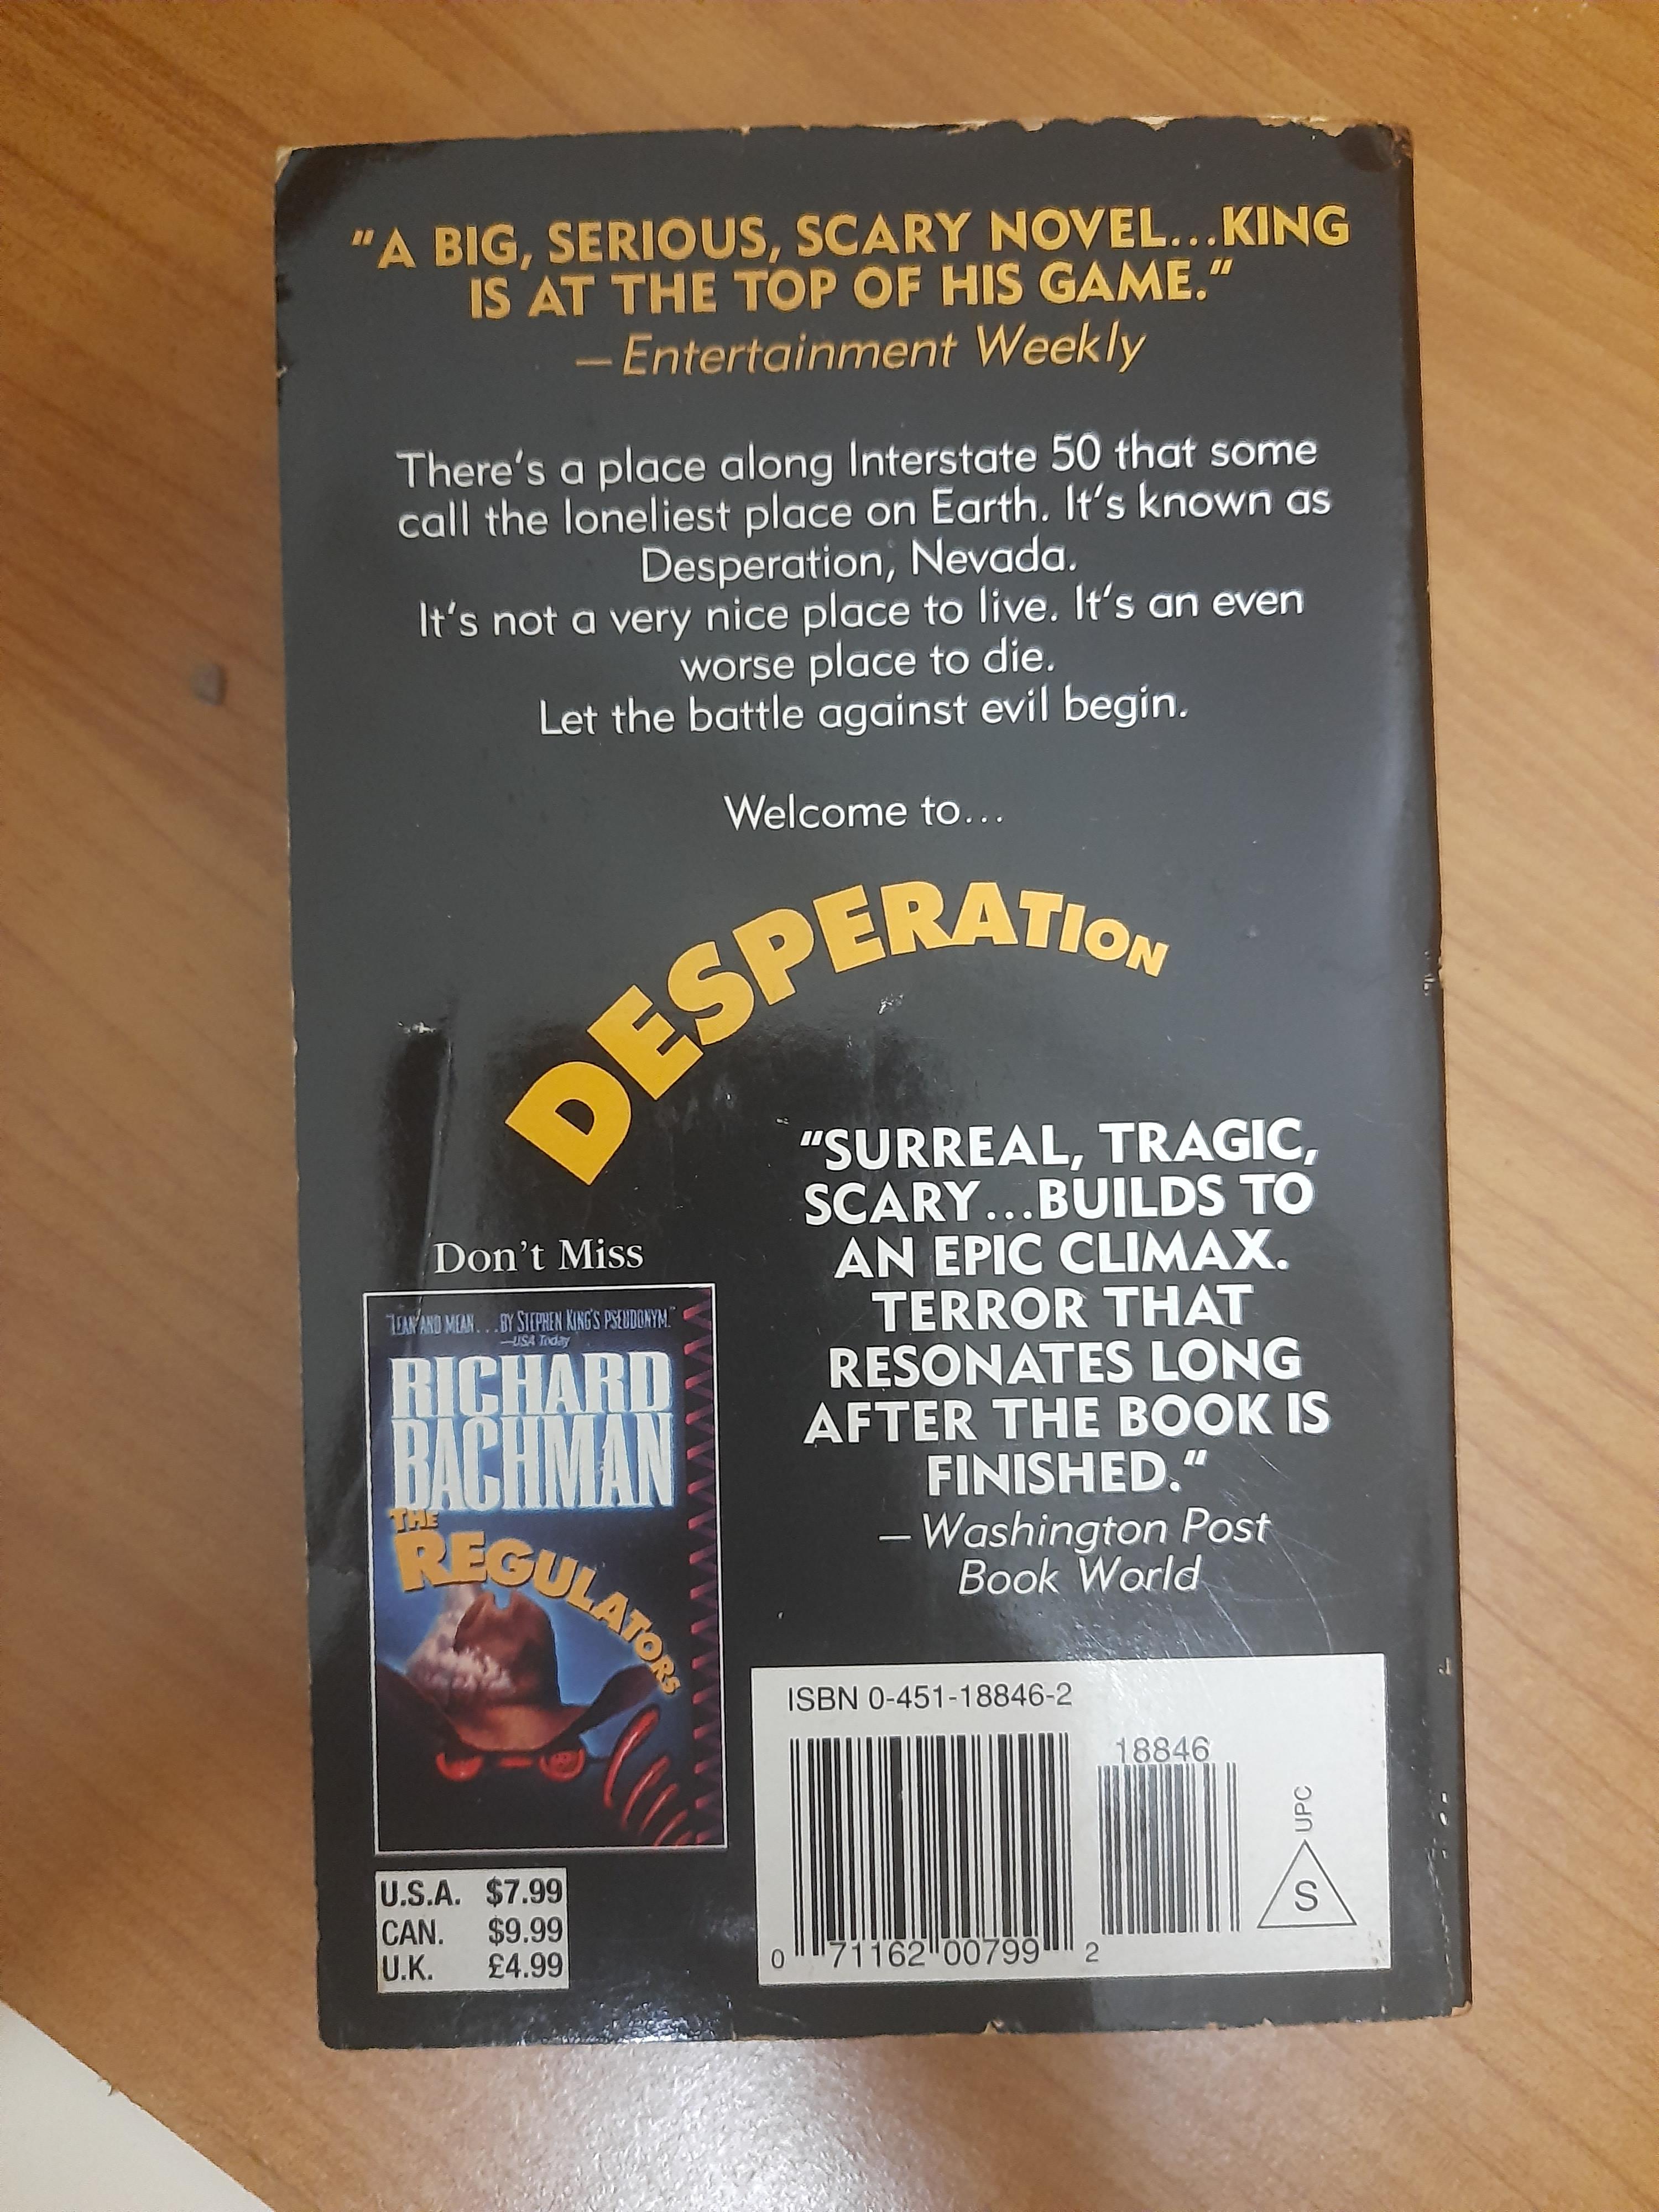 "A BIG, SERIOUS, SCARY NOVEL...KING
IS AT THE TOP OF HIS GAME."
—Entertainment Weekly
There's a place along Interstate 50 that some
call the loneliest place on Earth. It's known as
Desperation, Nevada.
It's not a very nice place to live. It's an even
worse place to die.
Let the battle against evil begin.
Welcome to...
DESPERATION
"SURREAL, TRAGIC,
SCARY...BUILDS TO
AN EPIC CLIMAX.
TERROR THAT
RESONATES LONG
AFTER THE BOOK IS
FINISHED."
—Washington Post
Book World
Don't Miss
"LEAN AND MEAN...BY STEPHEN KING'S PSEUDONYM."
—USA Today
RICHARD
BACHMAN
THE
REGULATORS
U.S.A. $7.99
CAN. $9.99
U.K. £4.99
ISBN 0-451-18846-2
18846
0 71162 00799 2
UPC
S